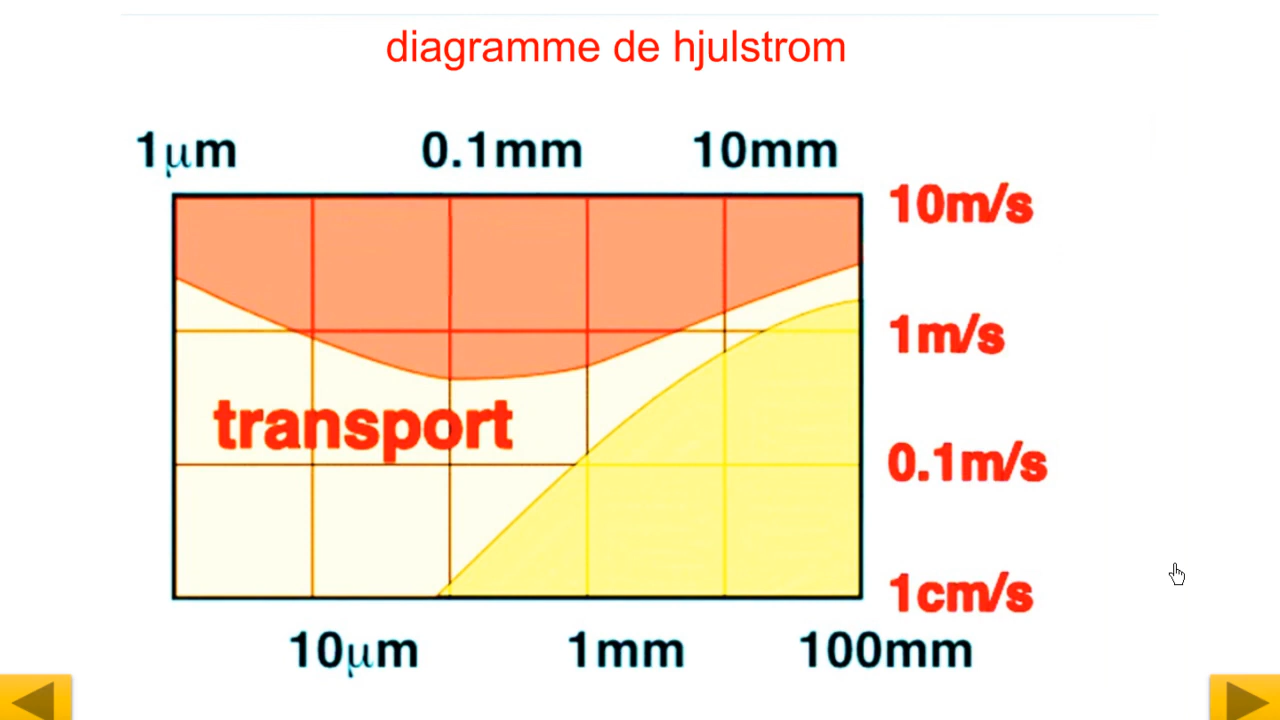 diagramme de hjulstrom
1μm 0.1mm 10mm
10m/s
1m/s
transport
0.1m/s
1cm/s
10μm 1mm 100mm